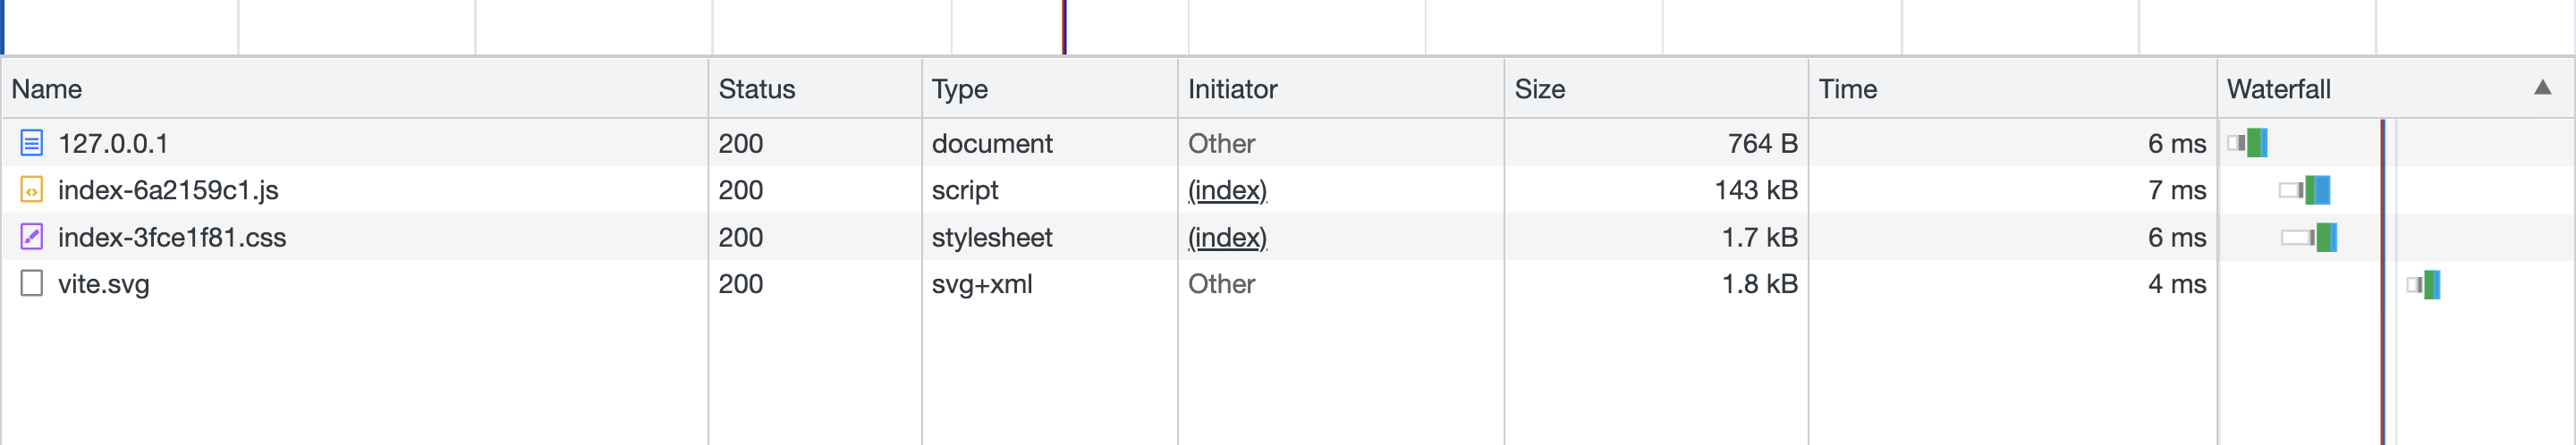 Name Status Type Initiator Size Time Waterfall
127.0.0.1 200 document Other 764 B 6 ms
index-6a2159c1.js 200 script (index) 143 kB 7 ms
index-3fce1f81.css 200 stylesheet (index) 1.7 kB 6 ms
vite.svg 200 svg+xml Other 1.8 kB 4 ms